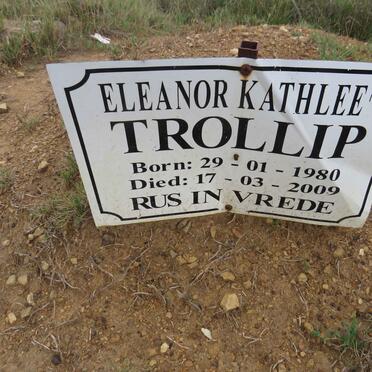 ELEANOR KATHLEE
TROLLIP
Born: 29 - 01 - 1980
Died: 17 - 03 - 2009
RUS IN VREDE